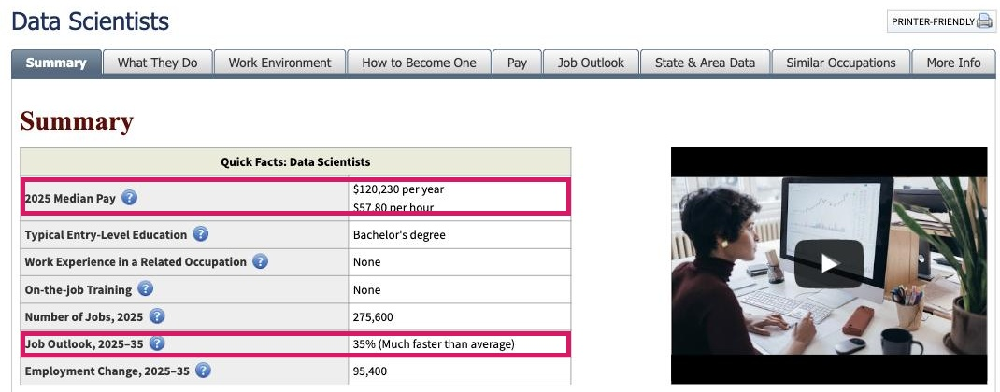 Data Scientists
PRINTER-FRIENDLY
Summary
What They Do
Work Environment
How to Become One
Pay
Job Outlook
State & Area Data
Similar Occupations
More Info
Summary
Quick Facts: Data Scientists
2025 Median Pay ?
$120,230 per year
$57.80 per hour
Typical Entry-Level Education ?
Bachelor's degree
Work Experience in a Related Occupation ?
None
On-the-job Training ?
None
Number of Jobs, 2025 ?
275,600
Job Outlook, 2025–35 ?
35% (Much faster than average)
Employment Change, 2025–35 ?
95,400